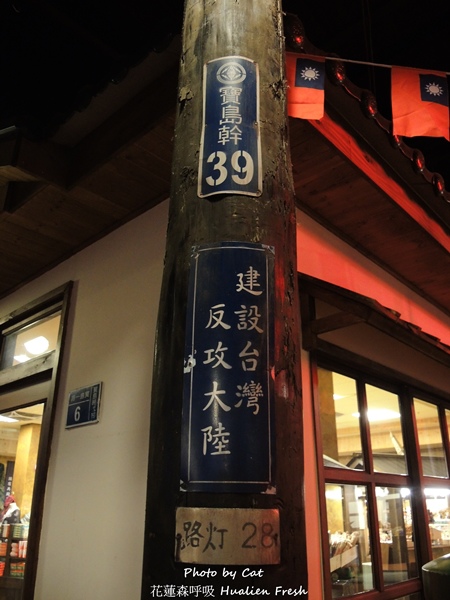 寶島幹
39
建設台灣
反攻大陸
6
路灯 28
Photo by Cat
花蓮森呼吸 Hualien Fresh